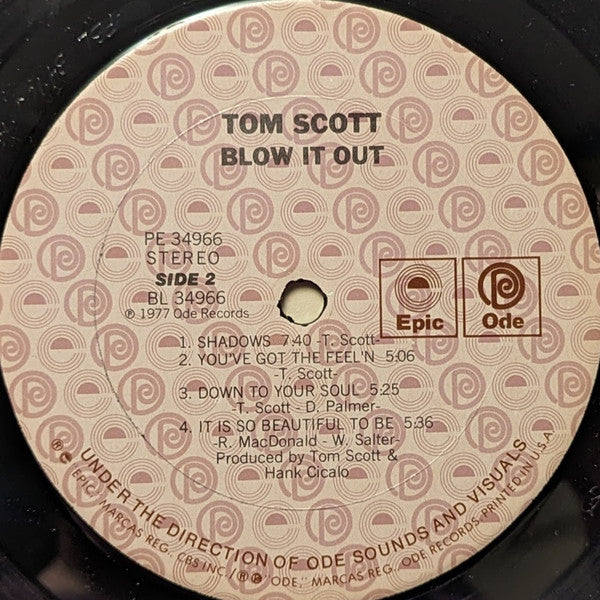 TOM SCOTT
BLOW IT OUT
PE 34966
STEREO
SIDE 2
BL 34966
℗ 1977 Ode Records
Epic
Ode
1. SHADOWS 7:40 -T. Scott-
2. YOU'VE GOT THE FEEL'N 5:06
-T. Scott-
3. DOWN TO YOUR SOUL 5:25
-T. Scott - D. Palmer-
4. IT IS SO BEAUTIFUL TO BE 5:36
-R. MacDonald - W. Salter-
Produced by Tom Scott &
Hank Cicalo
UNDER THE DIRECTION OF ODE SOUNDS AND VISUALS
EPIC," MARCAS REG., CBS INC./® ℗ ODE," MARCAS REG., ODE RECORDS-PRINTED IN U.S.A.